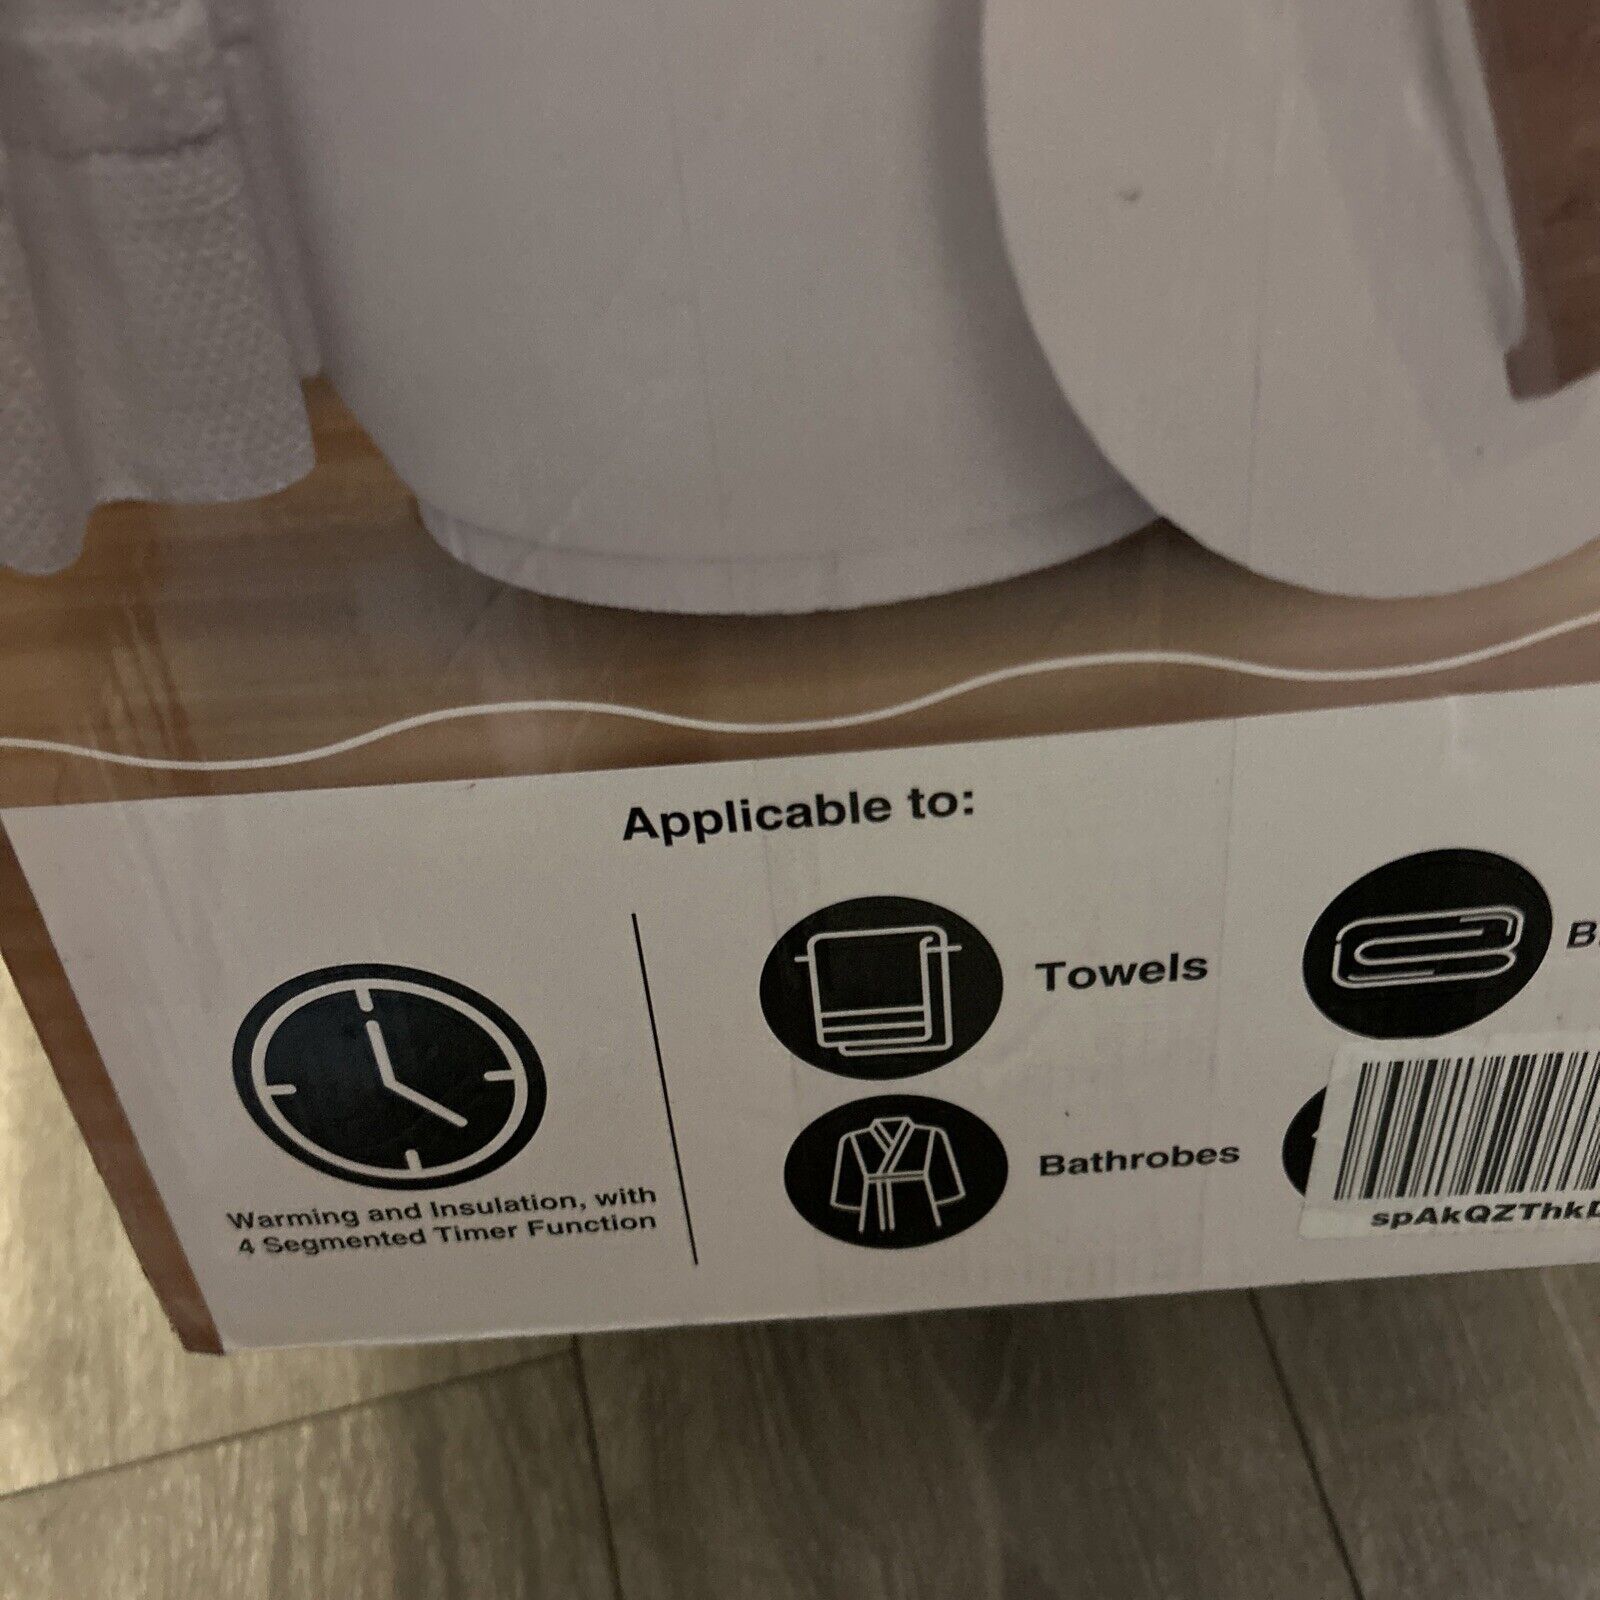 Applicable to:
Towels
Bathrobes
Warming and Insulation, with
4 Segmented Timer Function